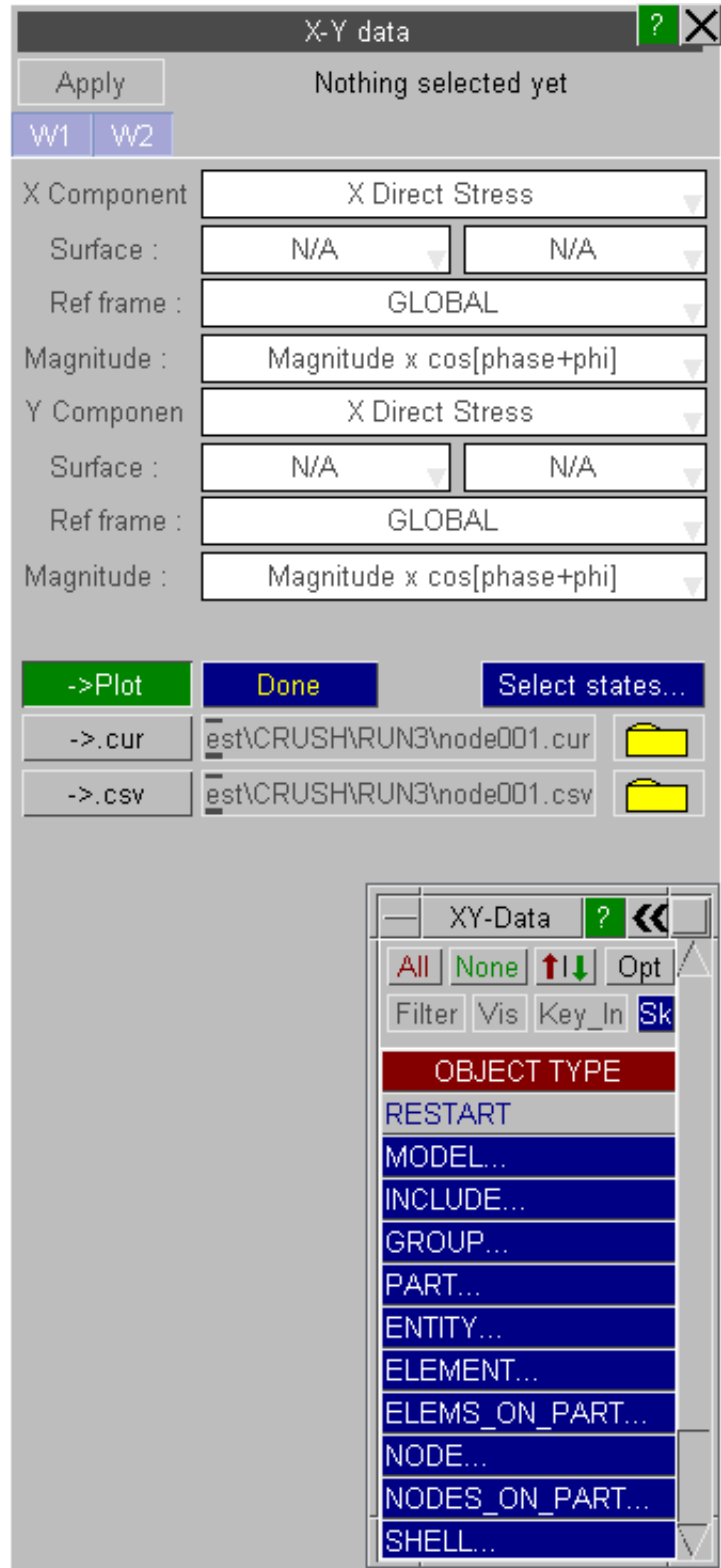 X-Y data ?
Apply Nothing selected yet
W1 W2
X Component X Direct Stress
Surface : N/A N/A
Ref frame : GLOBAL
Magnitude : Magnitude x cos[phase+phi]
Y Componen X Direct Stress
Surface : N/A N/A
Ref frame : GLOBAL
Magnitude : Magnitude x cos[phase+phi]
->Plot Done Select states...
->.cur est\CRUSH\RUN3\node001.cur
->.csv est\CRUSH\RUN3\node001.csv
XY-Data ?
All None Opt
Filter Vis Key_In Sk
OBJECT TYPE
RESTART
MODEL...
INCLUDE...
GROUP...
PART...
ENTITY...
ELEMENT...
ELEMS_ON_PART...
NODE...
NODES_ON_PART...
SHELL...